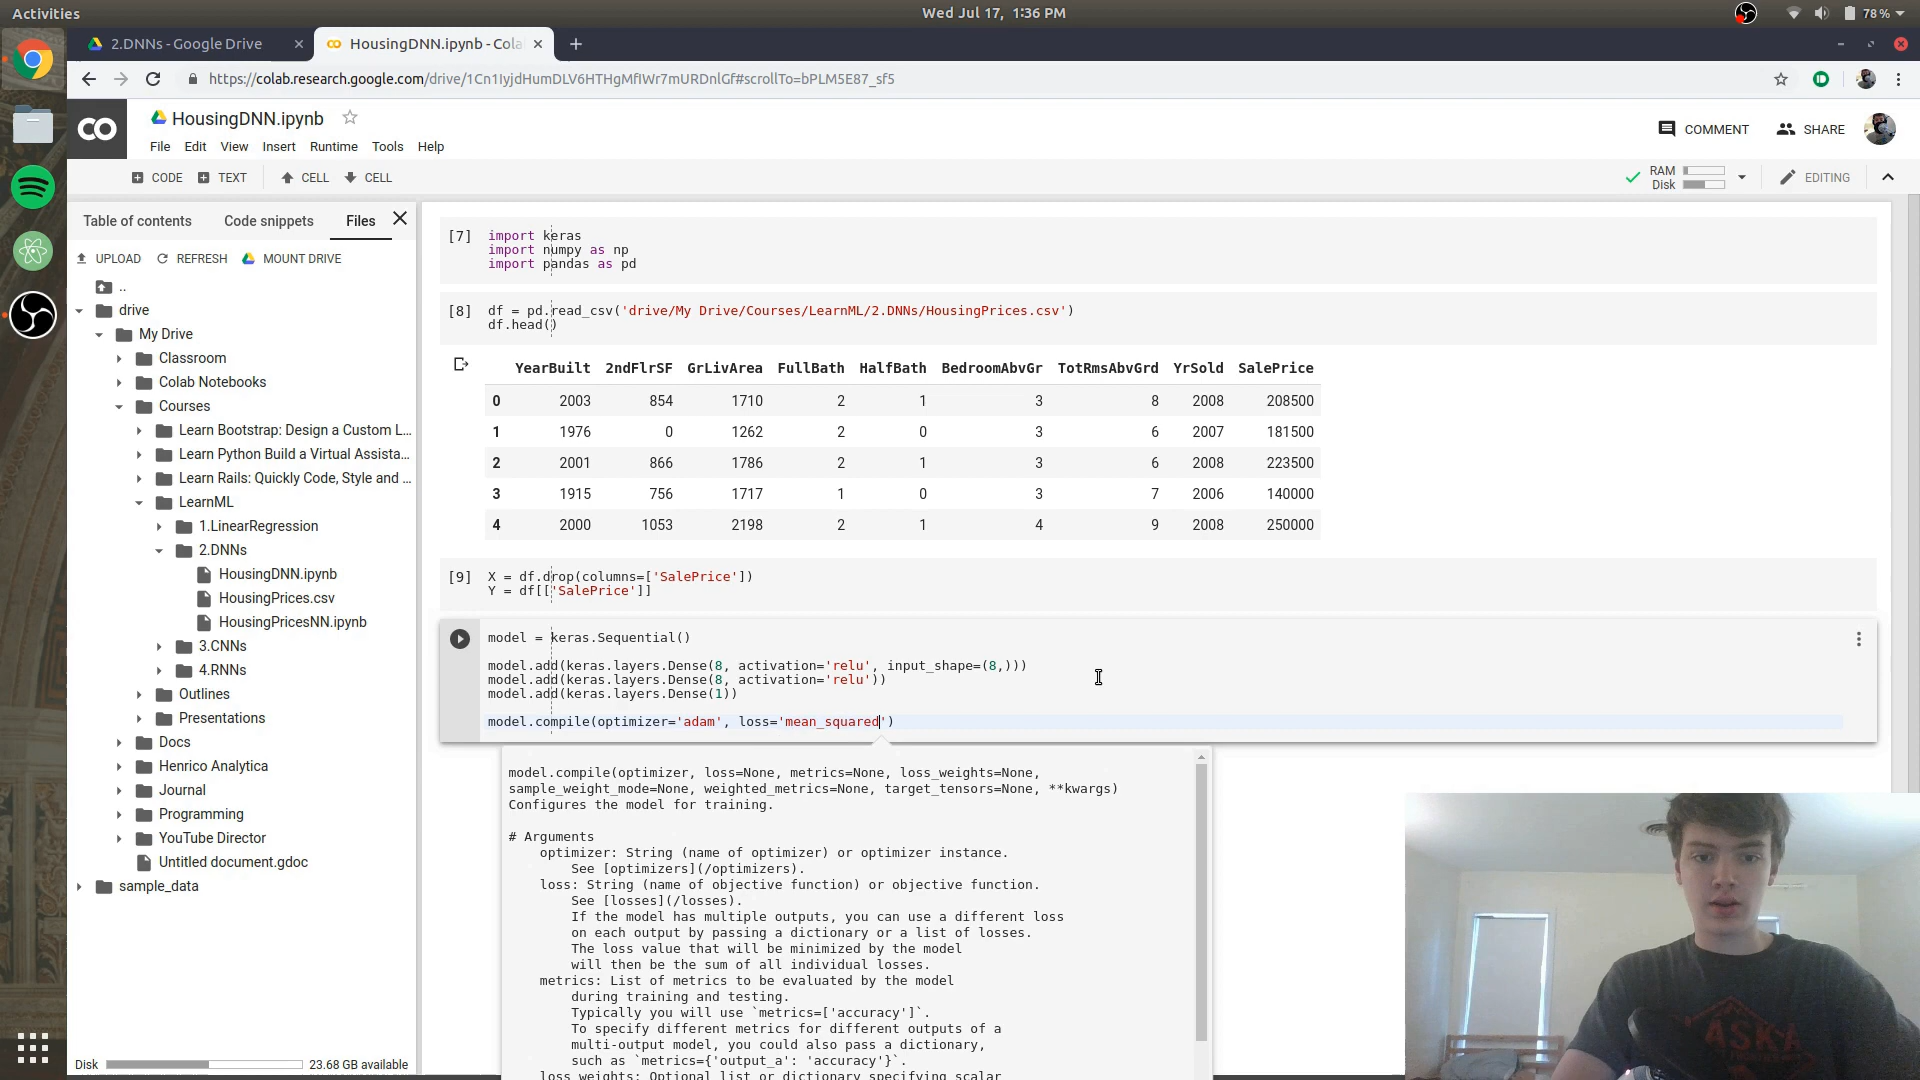 Activities
Wed Jul 17, 1:36 PM
78 %
2.DNNs - Google Drive
HousingDNN.ipynb - Cola
https://colab.research.google.com/drive/1Cn1IyjdHumDLV6HTHgMfIWr7mURDnlGf#scrollTo=bPLM5E87_sf5
CO
HousingDNN.ipynb
COMMENT
SHARE
File Edit View Insert Runtime Tools Help
CODE TEXT CELL CELL
RAM
Disk
EDITING
Table of contents Code snippets Files
UPLOAD REFRESH MOUNT DRIVE
..
drive
My Drive
Classroom
Colab Notebooks
Courses
Learn Bootstrap: Design a Custom L...
Learn Python Build a Virtual Assista...
Learn Rails: Quickly Code, Style and ...
LearnML
1.LinearRegression
2.DNNs
HousingDNN.ipynb
HousingPrices.csv
HousingPricesNN.ipynb
3.CNNs
4.RNNs
Outlines
Presentations
Docs
Henrico Analytica
Journal
Programming
YouTube Director
Untitled document.gdoc
sample_data
Disk 23.68 GB available
[7] import keras
import numpy as np
import pandas as pd
[8] df = pd.read_csv('drive/My Drive/Courses/LearnML/2.DNNs/HousingPrices.csv')
df.head()
YearBuilt 2ndFlrSF GrLivArea FullBath HalfBath BedroomAbvGr TotRmsAbvGrd YrSold SalePrice
0 2003 854 1710 2 1 3 8 2008 208500
1 1976 0 1262 2 0 3 6 2007 181500
2 2001 866 1786 2 1 3 6 2008 223500
3 1915 756 1717 1 0 3 7 2006 140000
4 2000 1053 2198 2 1 4 9 2008 250000
[9] X = df.drop(columns=['SalePrice'])
Y = df[['SalePrice']]
model = keras.Sequential()
model.add(keras.layers.Dense(8, activation='relu', input_shape=(8,)))
model.add(keras.layers.Dense(8, activation='relu'))
model.add(keras.layers.Dense(1))
model.compile(optimizer='adam', loss='mean_squared')
model.compile(optimizer, loss=None, metrics=None, loss_weights=None,
sample_weight_mode=None, weighted_metrics=None, target_tensors=None, **kwargs)
Configures the model for training.
# Arguments
optimizer: String (name of optimizer) or optimizer instance.
See [optimizers](/optimizers).
loss: String (name of objective function) or objective function.
See [losses](/losses).
If the model has multiple outputs, you can use a different loss
on each output by passing a dictionary or a list of losses.
The loss value that will be minimized by the model
will then be the sum of all individual losses.
metrics: List of metrics to be evaluated by the model
during training and testing.
Typically you will use `metrics=['accuracy']`.
To specify different metrics for different outputs of a
multi-output model, you could also pass a dictionary,
such as `metrics={'output_a': 'accuracy'}`.
loss_weights: Optional list or dictionary specifying scalar